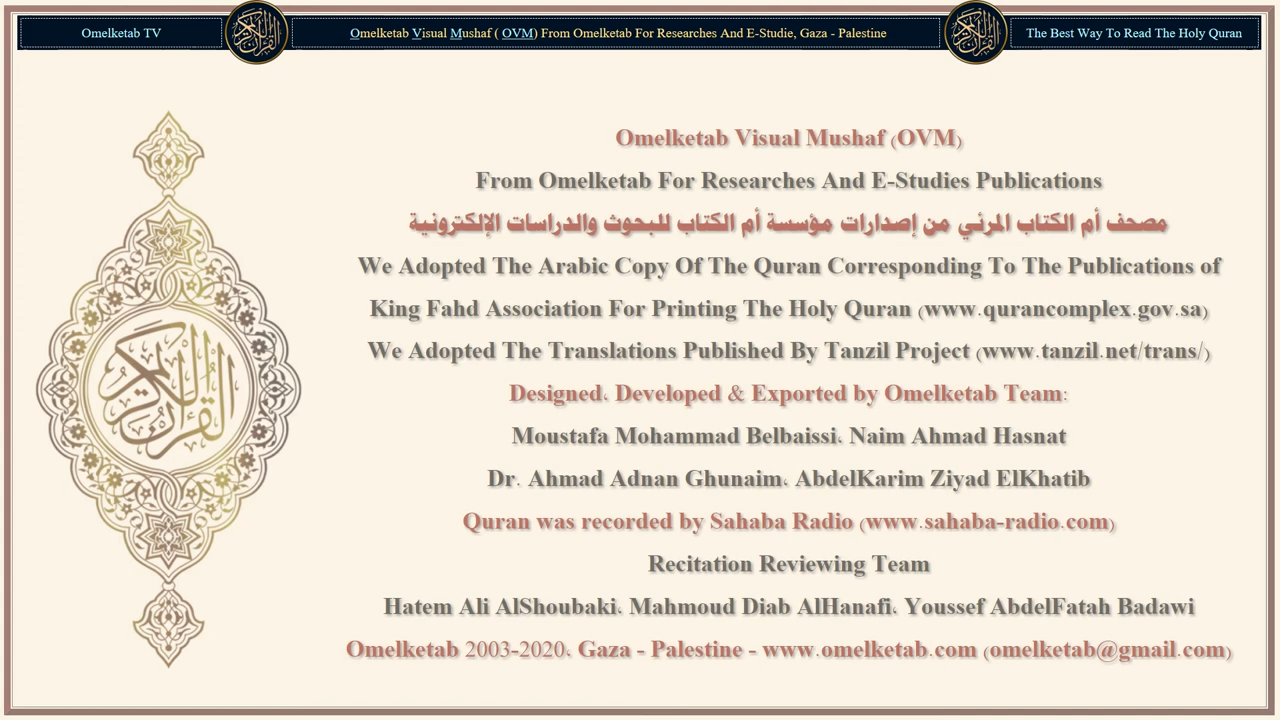 Omelketab TV
Omelketab Visual Mushaf ( OVM) From Omelketab For Researches And E-Studie, Gaza - Palestine
The Best Way To Read The Holy Quran
Omelketab Visual Mushaf (OVM)
From Omelketab For Researches And E-Studies Publications
مصحف أم الكتاب المرئي من إصدارات مؤسسة أم الكتاب للبحوث والدراسات الإلكترونية
We Adopted The Arabic Copy Of The Quran Corresponding To The Publications of
King Fahd Association For Printing The Holy Quran (www.qurancomplex.gov.sa)
We Adopted The Translations Published By Tanzil Project (www.tanzil.net/trans/)
Designed، Developed & Exported by Omelketab Team:
Moustafa Mohammad Belbaissi، Naim Ahmad Hasnat
Dr. Ahmad Adnan Ghunaim، AbdelKarim Ziyad ElKhatib
Quran was recorded by Sahaba Radio (www.sahaba-radio.com)
Recitation Reviewing Team
Hatem Ali AlShoubaki، Mahmoud Diab AlHanafi، Youssef AbdelFatah Badawi
Omelketab 2003-2020، Gaza - Palestine - www.omelketab.com (omelketab@gmail.com)
القرآن الكريم